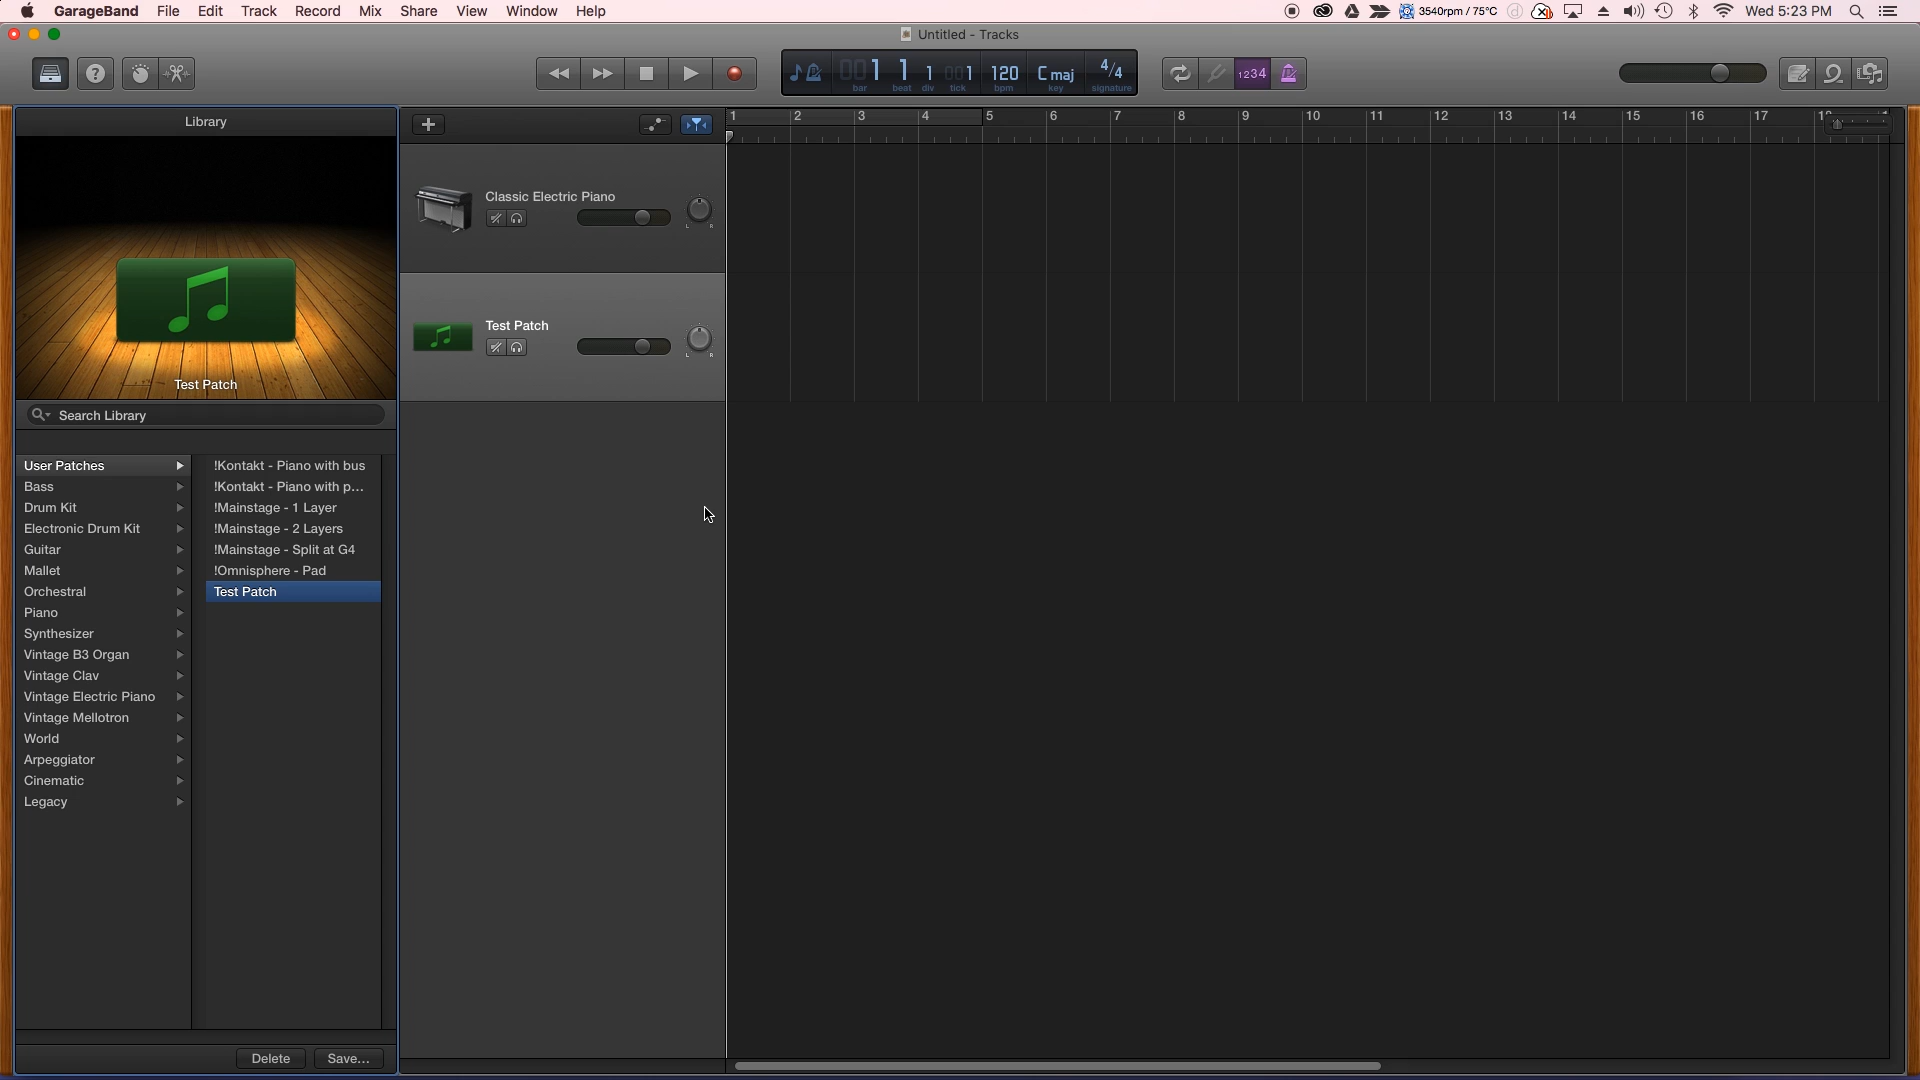 GarageBand File Edit Track Record Mix Share View Window Help 3540rpm / 75°C Wed 5:23 PM
Untitled - Tracks
001 1 1 001 120 C maj 4/4
bar beat div tick bpm key signature
1234
Library
1 2 3 4 5 6 7 8 9 10 11 12 13 14 15 16 17
Classic Electric Piano
L R
Test Patch
L R
Test Patch
Search Library
User Patches
Bass
Drum Kit
Electronic Drum Kit
Guitar
Mallet
Orchestral
Piano
Synthesizer
Vintage B3 Organ
Vintage Clav
Vintage Electric Piano
Vintage Mellotron
World
Arpeggiator
Cinematic
Legacy
!Kontakt - Piano with bus
!Kontakt - Piano with p...
!Mainstage - 1 Layer
!Mainstage - 2 Layers
!Mainstage - Split at G4
!Omnisphere - Pad
Test Patch
Delete Save...